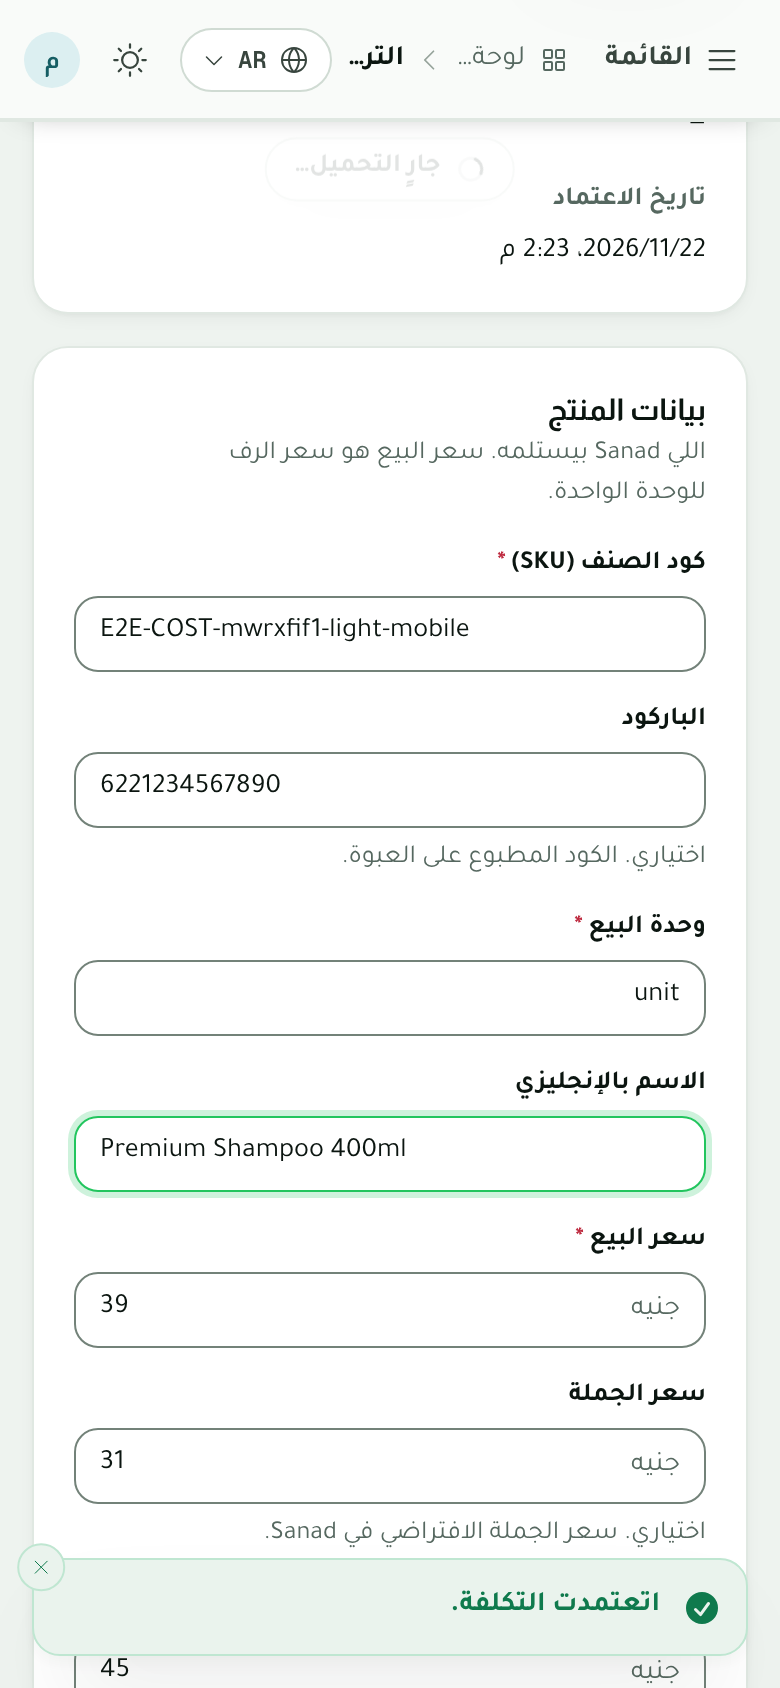 القائمة
لوحة...
التر...
AR
م
جارٍ التحميل...
تاريخ الاعتماد
2026/11/22، 2:23 م
بيانات المنتج
اللي Sanad بيستلمه. سعر البيع هو سعر الرف
للوحدة الواحدة.
كود الصنف (SKU) *
E2E-COST-mwrxfif1-light-mobile
الباركود
6221234567890
اختياري. الكود المطبوع على العبوة.
وحدة البيع *
unit
الاسم بالإنجليزي
Premium Shampoo 400ml
سعر البيع *
جنيه 39
سعر الجملة
جنيه 31
اختياري. سعر الجملة الافتراضي في Sanad.
اتعتمدت التكلفة.
جنيه 45